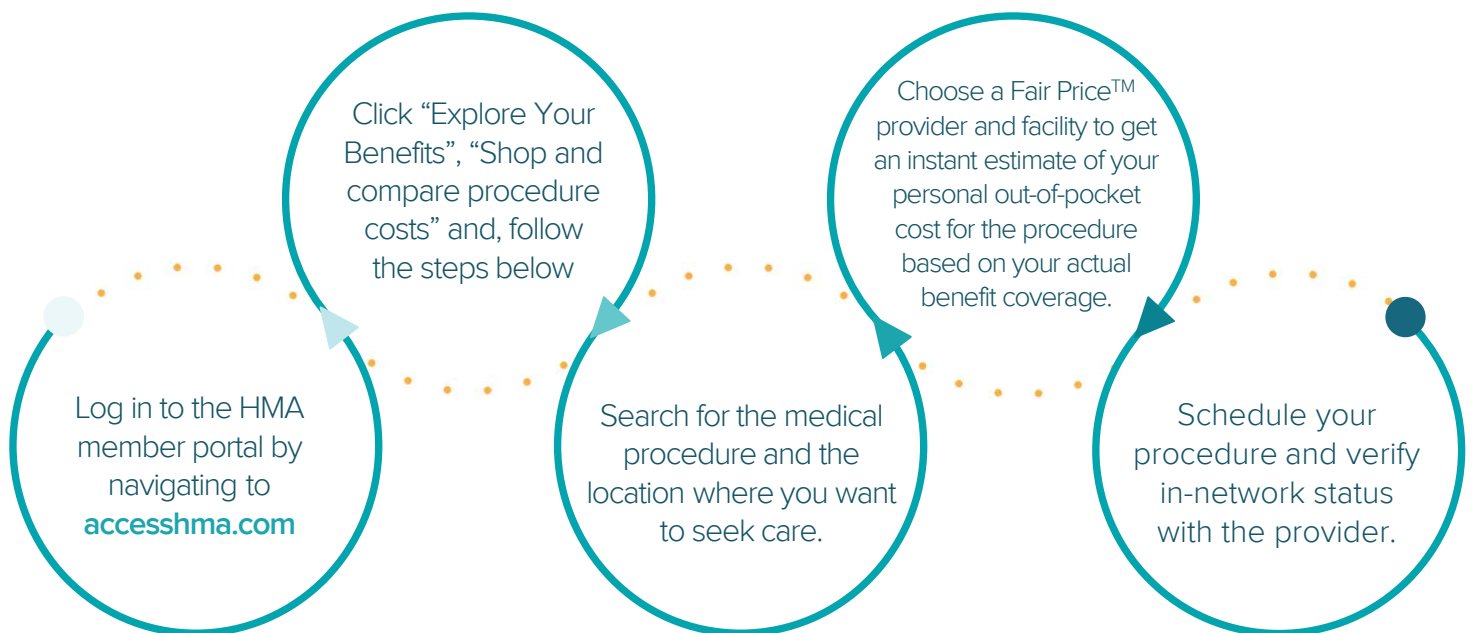 Log in to the HMA
member portal by
navigating to
accesshma.com
Click “Explore Your
Benefits”, “Shop and
compare procedure
costs” and, follow
the steps below
Search for the medical
procedure and the
location where you want
to seek care.
Choose a Fair Price™
provider and facility to get
an instant estimate of your
personal out-of-pocket
cost for the procedure
based on your actual
benefit coverage.
Schedule your
procedure and verify
in-network status
with the provider.